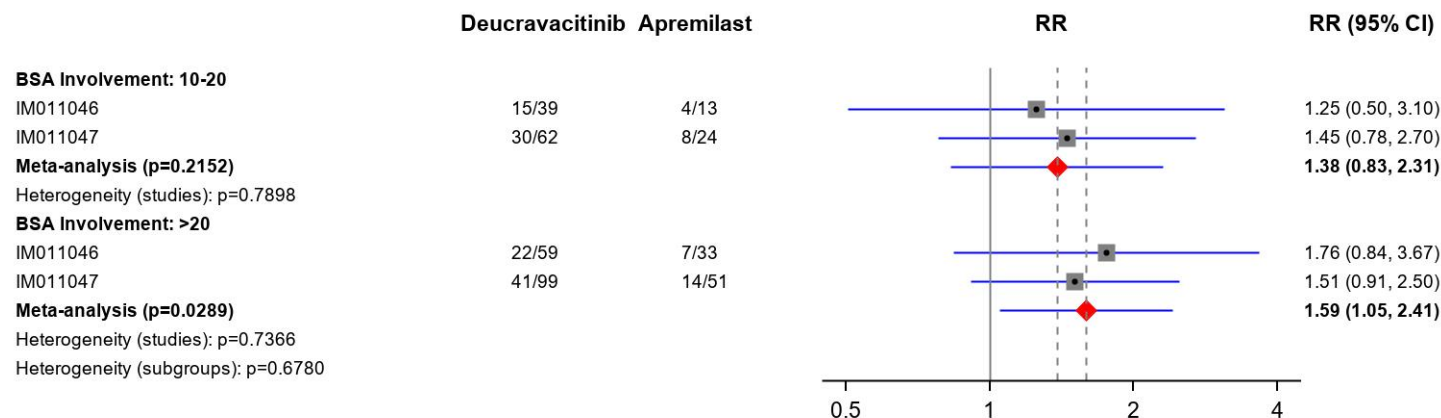 Deucravacitinib Apremilast RR RR (95% CI)
BSA Involvement: 10-20
IM011046 15/39 4/13 1.25 (0.50, 3.10)
IM011047 30/62 8/24 1.45 (0.78, 2.70)
Meta-analysis (p=0.2152) 1.38 (0.83, 2.31)
Heterogeneity (studies): p=0.7898
BSA Involvement: >20
IM011046 22/59 7/33 1.76 (0.84, 3.67)
IM011047 41/99 14/51 1.51 (0.91, 2.50)
Meta-analysis (p=0.0289) 1.59 (1.05, 2.41)
Heterogeneity (studies): p=0.7366
Heterogeneity (subgroups): p=0.6780
0.5 1 2 4